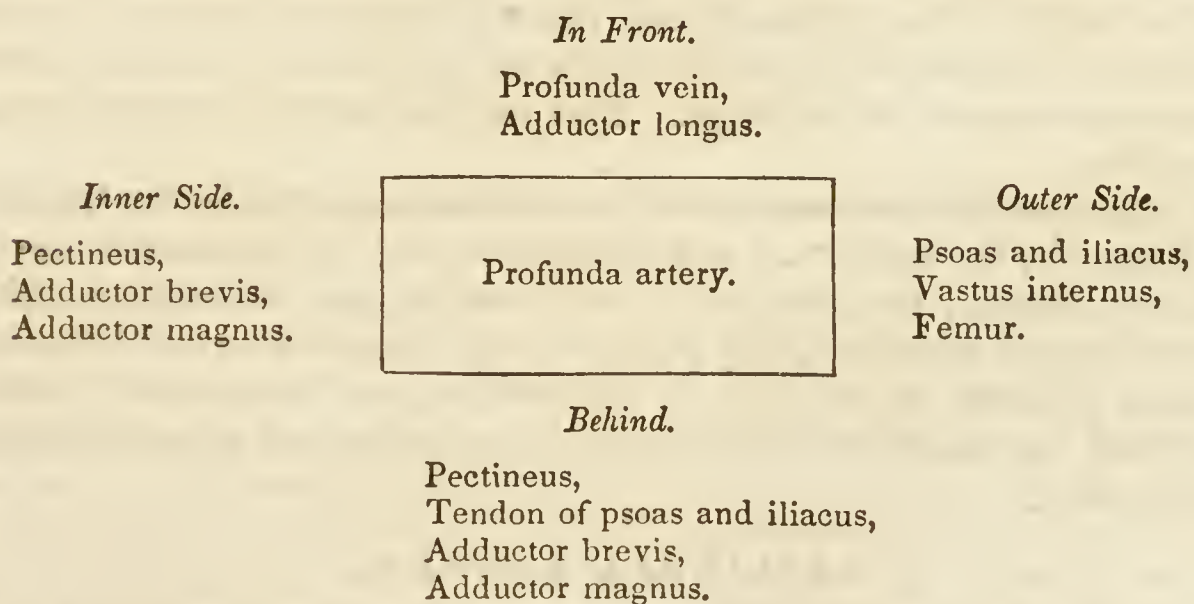 In Front.
Profunda vein,
Adductor longus.
Inner Side.
Pectineus,
Adductor brevis,
Adductor magnus.
Profunda artery.
Outer Side.
Psoas and iliacus,
Vastus internus,
Femur.
Behind.
Pectineus,
Tendon of psoas and iliacus,
Adductor brevis,
Adductor magnus.